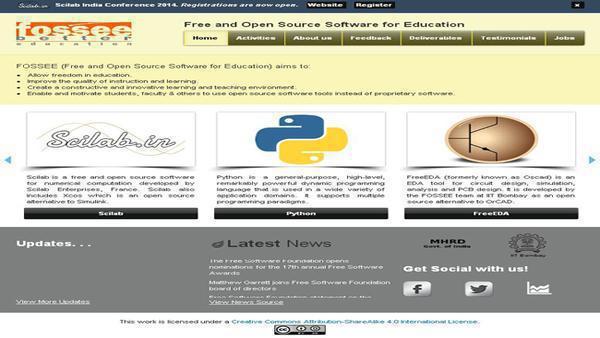 Scilab.in Scilab India Conference 2014. Registrations are now open. Website Register
fossee
better
education
Free and Open Source Software for Education
Home Activities About us Feedback Deliverables Testimonials Jobs
FOSSEE (Free and Open Source Software for Education) aims to:
Allow freedom in education.
Improve the quality of instruction and learning.
Create a constructive and innovative learning and teaching environment.
Enable and motivate students, faculty & others to use open source software tools instead of proprietary software.
Scilab.in
Scilab is a free and open source software
for numerical computation developed by
Scilab Enterprises, France. Scilab also
includes Xcos which is an open source
alternative to Simulink.
Scilab
Python is a general-purpose, high-level,
remarkably powerful dynamic programming
language that is used in a wide variety of
application domains. It supports multiple
programming paradigms.
Python
FreeEDA (formerly known as Oscad) is an
EDA tool for circuit design, simulation,
analysis and PCB design. It is developed by
the FOSSEE team at IIT Bombay as an open
source alternative to OrCAD.
FreeEDA
Updates. . .
View More Updates
Latest News
The Free Software Foundation opens
nominations for the 17th annual Free Software
Awards
Matthew Garrett joins Free Software Foundation
board of directors
Free Software Foundation statement on the
View News Source
MHRD
Govt. of India
IIT Bombay
Get Social with us!
This work is licensed under a Creative Commons Attribution-ShareAlike 4.0 International License.